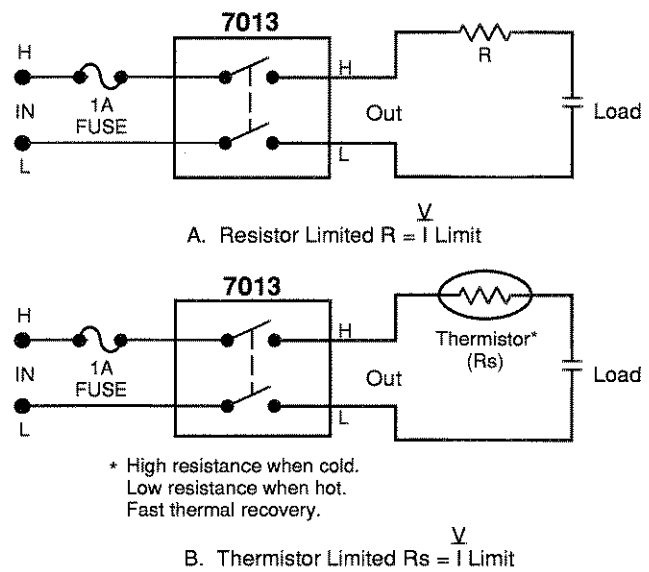 7013
H
H
R
1A
FUSE
IN
Out
Load
L
L
V
A. Resistor Limited R = I Limit
7013
H
H
Thermistor*
(Rs)
1A
FUSE
IN
Out
Load
L
L
* High resistance when cold.
Low resistance when hot.
Fast thermal recovery.
V
B. Thermistor Limited Rs = I Limit